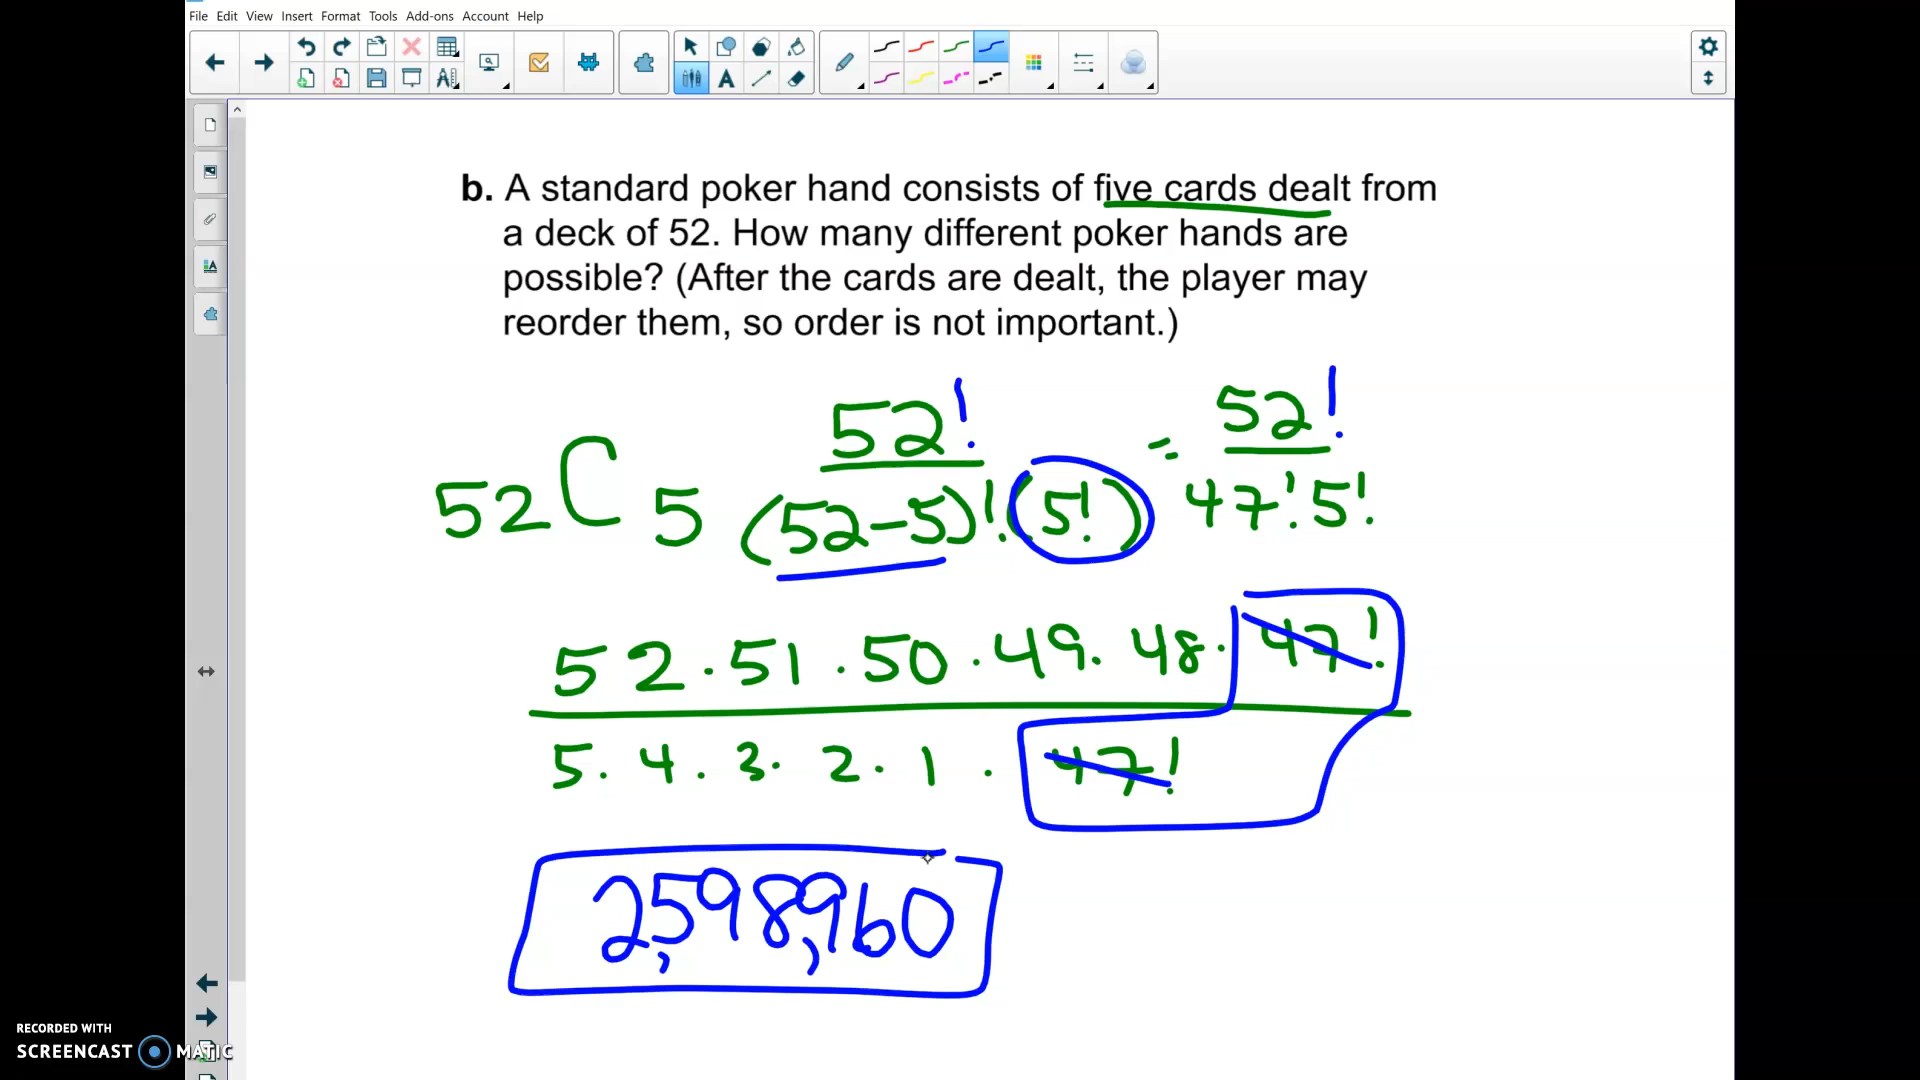 File Edit View Insert Format Tools Add-ons Account Help
b. A standard poker hand consists of five cards dealt from
a deck of 52. How many different poker hands are
possible? (After the cards are dealt, the player may
reorder them, so order is not important.)
52C5 52!/(52-5)!(5!) = 52!/47!5!
52·51·50·49·48·47!
5·4·3·2·1·47!
2,598,960
RECORDED WITH
SCREENCAST MATIC